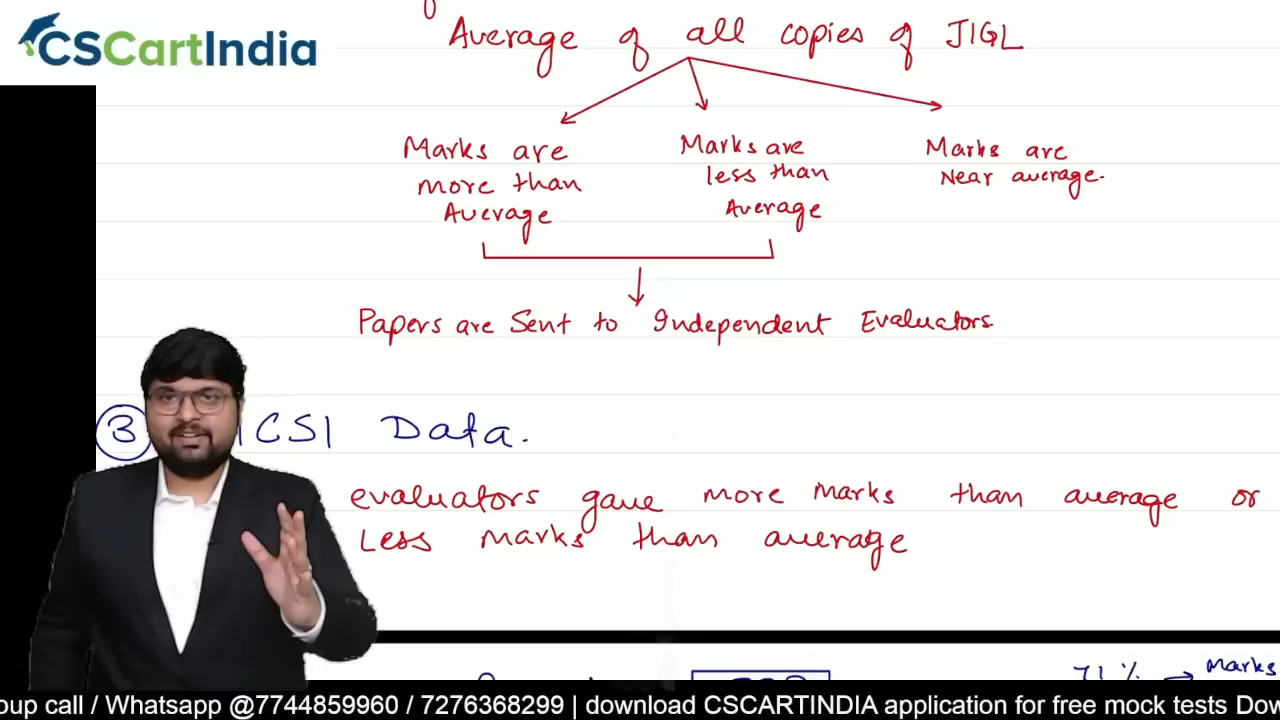 CSCartIndia
Average of all copies of JIGL
Marks are
more than
Average
Marks are
less than
Average
Marks are
Near average.
Papers are Sent to Independent Evaluators
3
ICSI Data.
evaluators gave more marks than average or
Less marks than average
71% → Marks
oup call / Whatsapp @7744859960 / 7276368299 | download CSCARTINDIA application for free mock tests Dow